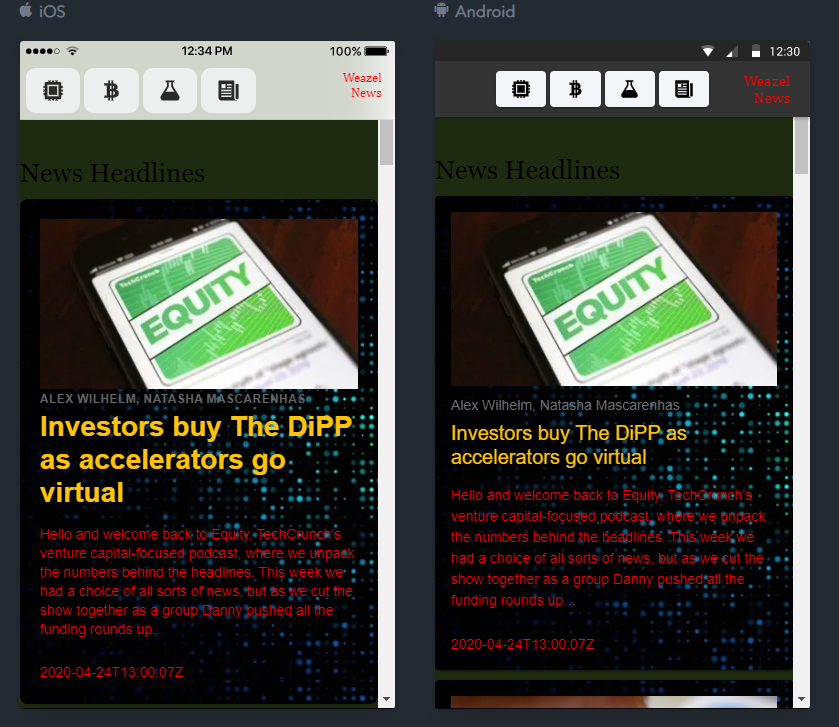 iOS
Android
12:34 PM
100%
Weazel
News
News Headlines
TechCrunch
EQUITY
ALEX WILHELM, NATASHA MASCARENHAS
Investors buy The DiPP
as accelerators go
virtual
Hello and welcome back to Equity, TechCrunch's
venture capital-focused podcast, where we unpack
the numbers behind the headlines. This week we
had a choice of all sorts of news, but as we cut the
show together as a group Danny pushed all the
funding rounds up…
2020-04-24T13:00:07Z
12:30
Weazel
News
News Headlines
TechCrunch
EQUITY
Alex Wilhelm, Natasha Mascarenhas
Investors buy The DiPP as
accelerators go virtual
Hello and welcome back to Equity, TechCrunch's
venture capital-focused podcast, where we unpack
the numbers behind the headlines. This week we
had a choice of all sorts of news, but as we cut the
show together as a group Danny pushed all the
funding rounds up…
2020-04-24T13:00:07Z